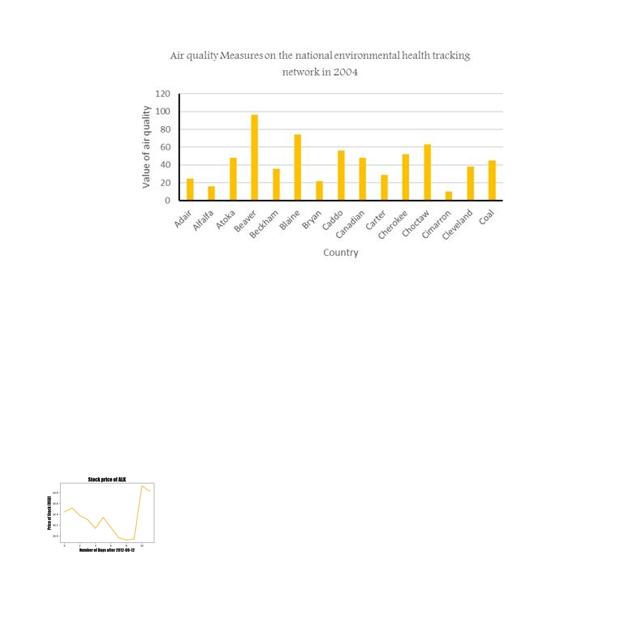 Air quality Measures on the national environmental health tracking
network in 2004
120
100
80
60
40
20
0
Value of air quality
Adair
Alfalfa
Atoka
Beaver
Beckham
Blaine
Bryan
Caddo
Canadian
Carter
Cherokee
Choctaw
Cimarron
Cleveland
Coal
Country
Stock price of ALK
Number of Days after 2012-09-12